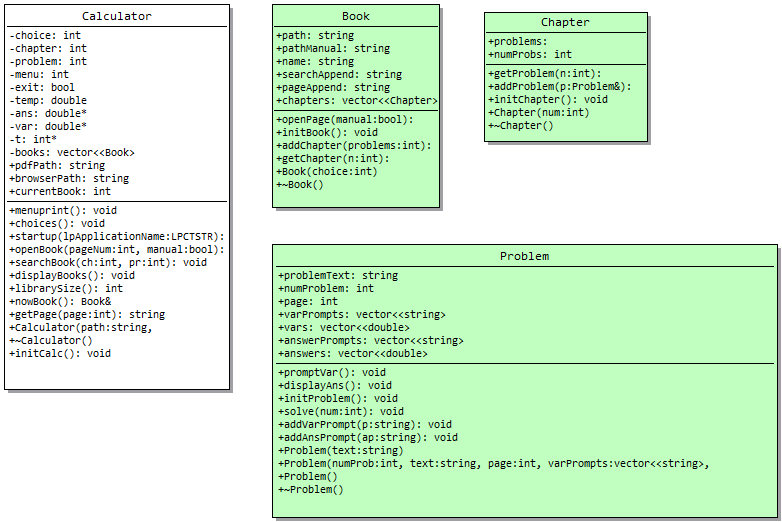 Calculator
-choice: int
-chapter: int
-problem: int
-menu: int
-exit: bool
-temp: double
-ans: double*
-var: double*
-t: int*
-books: vector<<Book>
+pdfPath: string
+browserPath: string
+currentBook: int
+menuprint(): void
+choices(): void
+startup(lpApplicationName:LPCTSTR):
+openBook(pageNum:int, manual:bool):
+searchBook(ch:int, pr:int): void
+displayBooks(): void
+librarySize(): int
+nowBook(): Book&
+getPage(page:int): string
+Calculator(path:string,
+~Calculator()
+initCalc(): void
Book
+path: string
+pathManual: string
+name: string
+searchAppend: string
+pageAppend: string
+chapters: vector<<Chapter>
+openPage(manual:bool):
+initBook(): void
+addChapter(problems:int):
+getChapter(n:int):
+Book(choice:int)
+~Book()
Chapter
+problems:
+numProbs: int
+getProblem(n:int):
+addProblem(p:Problem&):
+initChapter(): void
+Chapter(num:int)
+~Chapter()
Problem
+problemText: string
+numProblem: int
+page: int
+varPrompts: vector<<string>
+vars: vector<<double>
+answerPrompts: vector<<string>
+answers: vector<<double>
+promptVar(): void
+displayAns(): void
+initProblem(): void
+solve(num:int): void
+addVarPrompt(p:string): void
+addAnsPrompt(ap:string): void
+Problem(text:string)
+Problem(numProb:int, text:string, page:int, varPrompts:vector<<string>,
+Problem()
+~Problem()